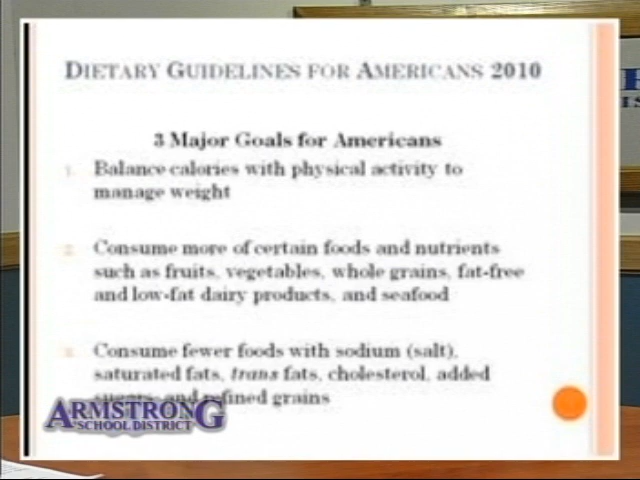 DIETARY GUIDELINES FOR AMERICANS 2010
3 Major Goals for Americans
1. Balance calories with physical activity to
manage weight
2. Consume more of certain foods and nutrients
such as fruits, vegetables, whole grains, fat-free
and low-fat dairy products, and seafood
3. Consume fewer foods with sodium (salt),
saturated fats, trans fats, cholesterol, added
sugars, and refined grains
ARMSTRONG
SCHOOL DISTRICT